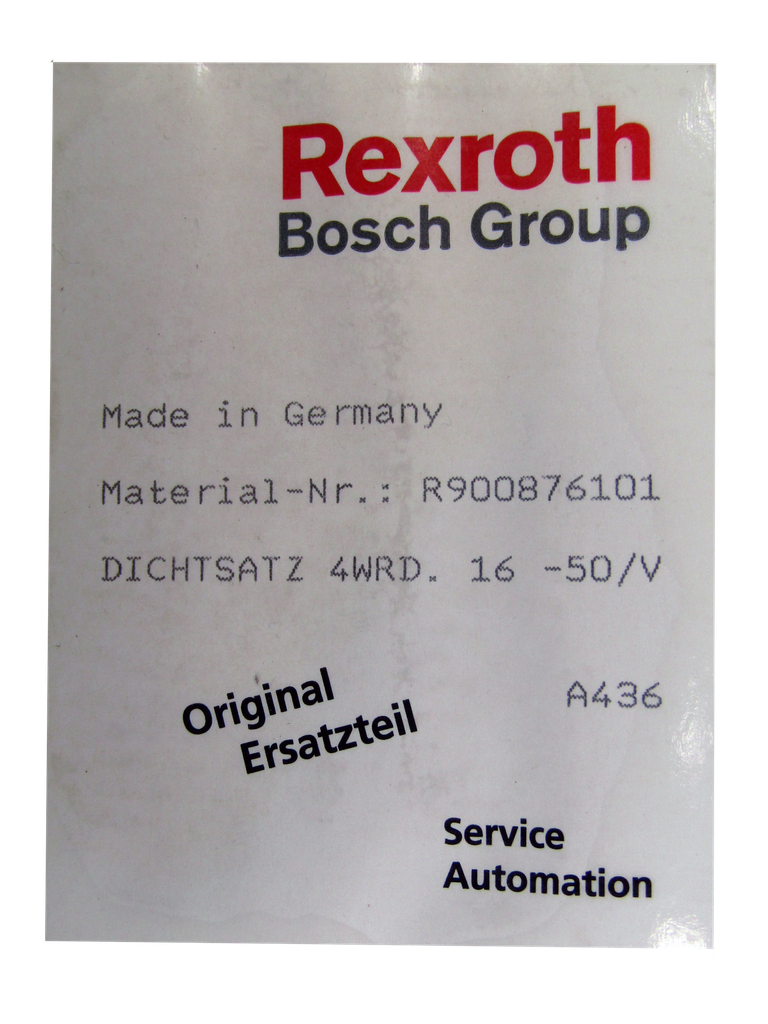 Rexroth
Bosch Group
Made in Germany
Material-Nr.: R900876101
DICHTSATZ 4WRD. 16 -50/V
A436
Original
Ersatzteil
Service
Automation